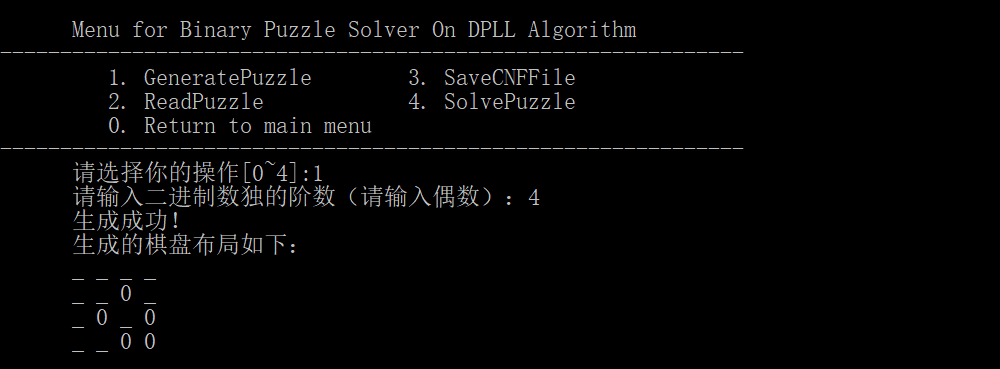 Menu for Binary Puzzle Solver On DPLL Algorithm
--------------------------------------------------------------
1. GeneratePuzzle 3. SaveCNFFile
2. ReadPuzzle 4. SolvePuzzle
0. Return to main menu
--------------------------------------------------------------
请选择你的操作[0~4]:1
请输入二进制数独的阶数（请输入偶数）：4
生成成功！
生成的棋盘布局如下：
_ _ _ _
_ _ 0 _
_ 0 _ 0
_ _ 0 0